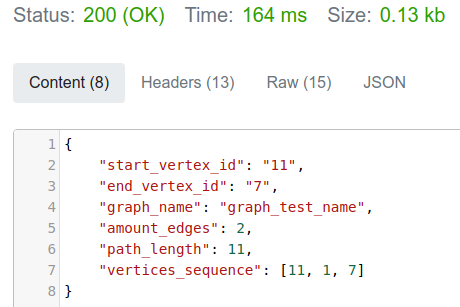 Status: 200 (OK) Time: 164 ms Size: 0.13 kb
Content (8) Headers (13) Raw (15) JSON
1 {
2 "start_vertex_id": "11",
3 "end_vertex_id": "7",
4 "graph_name": "graph_test_name",
5 "amount_edges": 2,
6 "path_length": 11,
7 "vertices_sequence": [11, 1, 7]
8 }